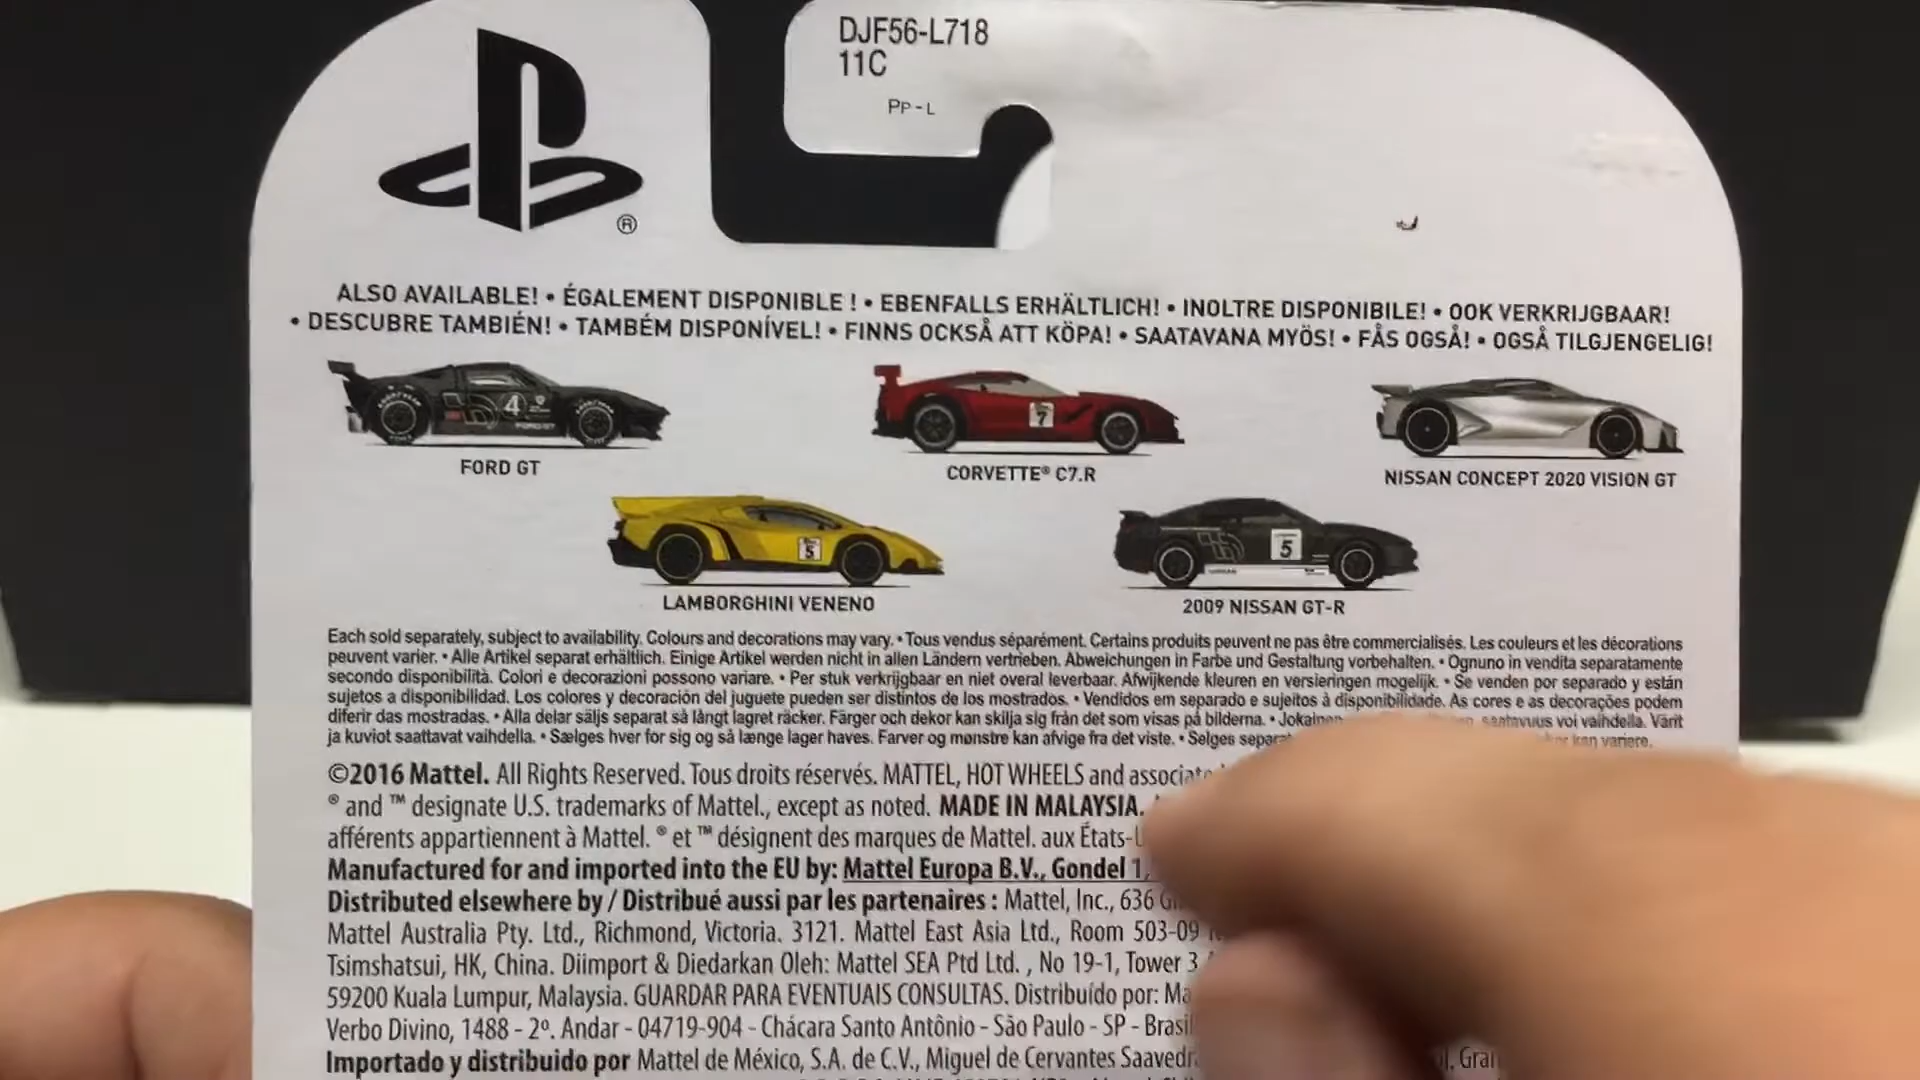 DJF56-L718
11C
PP-L
®
ALSO AVAILABLE! • ÉGALEMENT DISPONIBLE ! • EBENFALLS ERHÄLTLICH! • INOLTRE DISPONIBILE! • OOK VERKRIJGBAAR!
• DESCUBRE TAMBIÉN! • TAMBÉM DISPONÍVEL! • FINNS OCKSÅ ATT KÖPA! • SAATAVANA MYÖS! • FÅS OGSÅ! • OGSÅ TILGJENGELIG!
4
7
FORD GT
CORVETTE® C7.R
NISSAN CONCEPT 2020 VISION GT
5
5
LAMBORGHINI VENENO
2009 NISSAN GT-R
Each sold separately, subject to availability. Colours and decorations may vary. • Tous vendus séparément. Certains produits peuvent ne pas être commercialisés. Les couleurs et les décorations
peuvent varier. • Alle Artikel separat erhältlich. Einige Artikel werden nicht in allen Ländern vertrieben. Abweichungen in Farbe und Gestaltung vorbehalten. • Ognuno in vendita separatamente
secondo disponibilità. Colori e decorazioni possono variare. • Per stuk verkrijgbaar en niet overal leverbaar. Afwijkende kleuren en versieringen mogelijk. • Se venden por separado y están
sujetos a disponibilidad. Los colores y decoración del juguete pueden ser distintos de los mostrados. • Vendidos em separado e sujeitos à disponibilidade. As cores e as decorações podem
diferir das mostradas. • Alla delar säljs separat så långt lagret räcker. Färger och dekor kan skilja sig från det som visas på bilderna. • saatavuus voi vaihdella. Värit
ja kuviot saattavat vaihdella. • Sælges hver for sig og så længe lager haves. Farver og mønstre kan afvige fra det viste. • Selges kan variere.
©2016 Mattel. All Rights Reserved. Tous droits réservés. MATTEL, HOT WHEELS and
® and ™ designate U.S. trademarks of Mattel., except as noted. MADE IN MALAYSIA.
afférents appartiennent à Mattel. ® et ™ désignent des marques de Mattel. aux
Manufactured for and imported into the EU by: Mattel Europa B.V., Gondel 1,
Distributed elsewhere by / Distribué aussi par les partenaires : Mattel, Inc., 636
Mattel Australia Pty. Ltd., Richmond, Victoria. 3121. Mattel East Asia Ltd., Room 503-09
Tsimshatsui, HK, China. Diimport & Diedarkan Oleh: Mattel SEA Ptd Ltd. , No 19-1, Tower 3
59200 Kuala Lumpur, Malaysia. GUARDAR PARA EVENTUAIS CONSULTAS. Distribuído por:
Verbo Divino, 1488 - 2º. Andar - 04719-904 - Chácara Santo Antônio - São Paulo - SP - Brasil
Importado y distribuido por Mattel de México, S.A. de C.V., Miguel de Cervantes